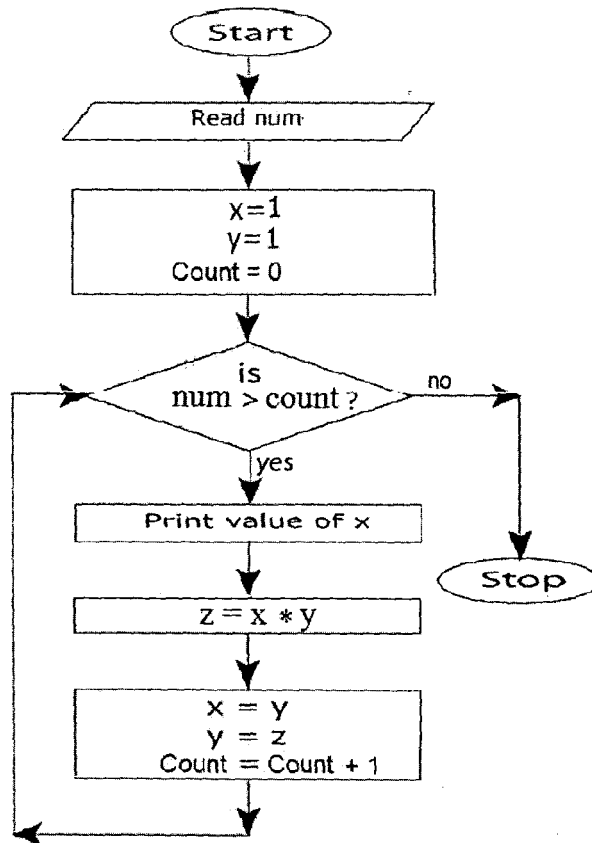 Start
Read num
x=1
y=1
Count = 0
is
num > count ?
no
yes
Print value of x
Stop
z = x * y
x = y
y = z
Count = Count + 1